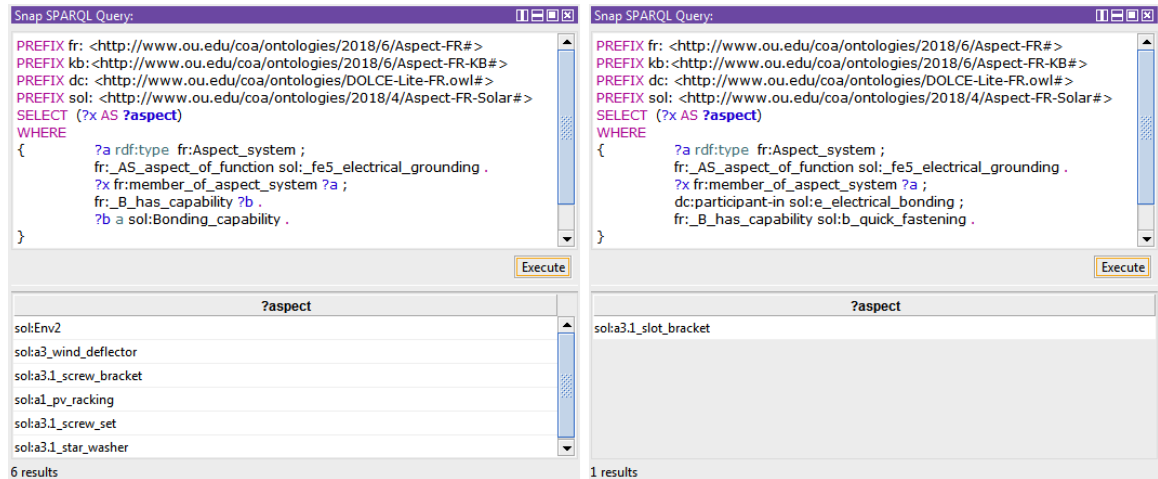 Snap SPARQL Query:
PREFIX fr: <http://www.ou.edu/coa/ontologies/2018/6/Aspect-FR#>
PREFIX kb:<http://www.ou.edu/coa/ontologies/2018/6/Aspect-FR-KB#>
PREFIX dc: <http://www.ou.edu/coa/ontologies/DOLCE-Lite-FR.owl#>
PREFIX sol: <http://www.ou.edu/coa/ontologies/2018/4/Aspect-FR-Solar#>
SELECT (?x AS ?aspect)
WHERE
{ ?a rdf:type fr:Aspect_system ;
fr:_AS_aspect_of_function sol:_fe5_electrical_grounding .
?x fr:member_of_aspect_system ?a ;
fr:_B_has_capability ?b .
?b a sol:Bonding_capability .
}
Execute
?aspect
sol:Env2
sol:a3_wind_deflector
sol:a3.1_screw_bracket
sol:a1_pv_racking
sol:a3.1_screw_set
sol:a3.1_star_washer
6 results
Snap SPARQL Query:
PREFIX fr: <http://www.ou.edu/coa/ontologies/2018/6/Aspect-FR#>
PREFIX kb:<http://www.ou.edu/coa/ontologies/2018/6/Aspect-FR-KB#>
PREFIX dc: <http://www.ou.edu/coa/ontologies/DOLCE-Lite-FR.owl#>
PREFIX sol: <http://www.ou.edu/coa/ontologies/2018/4/Aspect-FR-Solar#>
SELECT (?x AS ?aspect)
WHERE
{ ?a rdf:type fr:Aspect_system ;
fr:_AS_aspect_of_function sol:_fe5_electrical_grounding .
?x fr:member_of_aspect_system ?a ;
dc:participant-in sol:e_electrical_bonding ;
fr:_B_has_capability sol:b_quick_fastening .
}
Execute
?aspect
sol:a3.1_slot_bracket
1 results